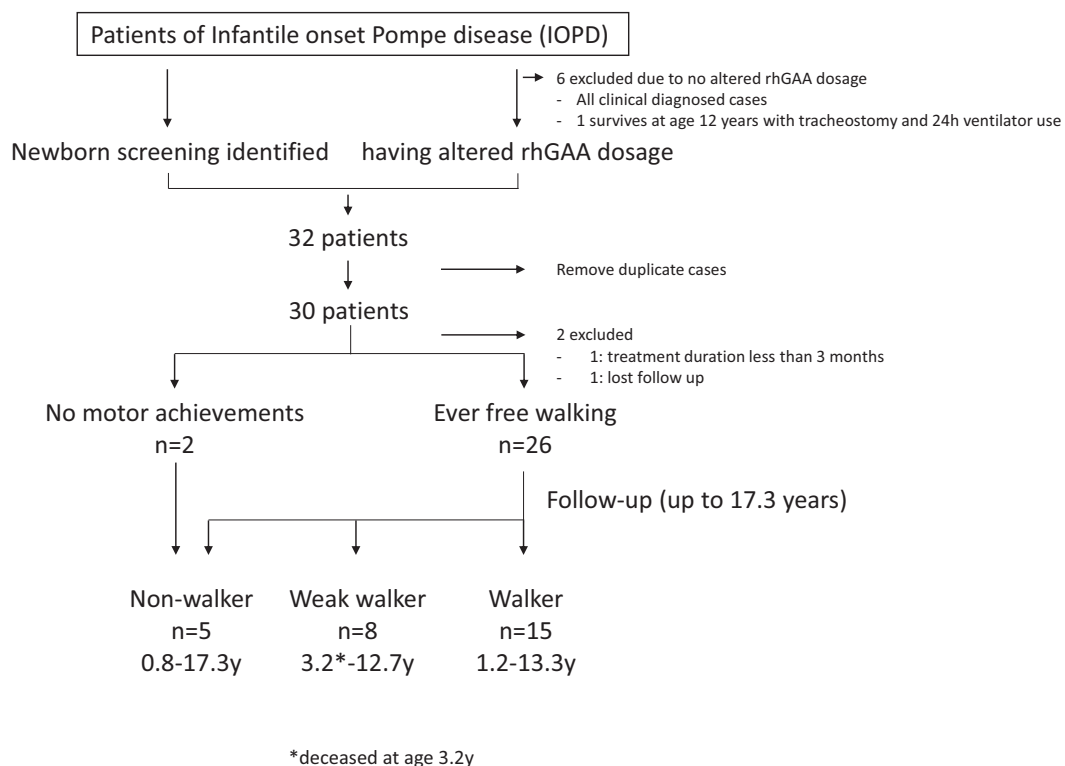 Patients of Infantile onset Pompe disease (IOPD)
6 excluded due to no altered rhGAA dosage
- All clinical diagnosed cases
- 1 survives at age 12 years with tracheostomy and 24h ventilator use
Newborn screening identified
having altered rhGAA dosage
32 patients
Remove duplicate cases
30 patients
2 excluded
- 1: treatment duration less than 3 months
- 1: lost follow up
No motor achievements
n=2
Ever free walking
n=26
Follow-up (up to 17.3 years)
Non-walker
n=5
0.8-17.3y
Weak walker
n=8
3.2*-12.7y
Walker
n=15
1.2-13.3y
*deceased at age 3.2y